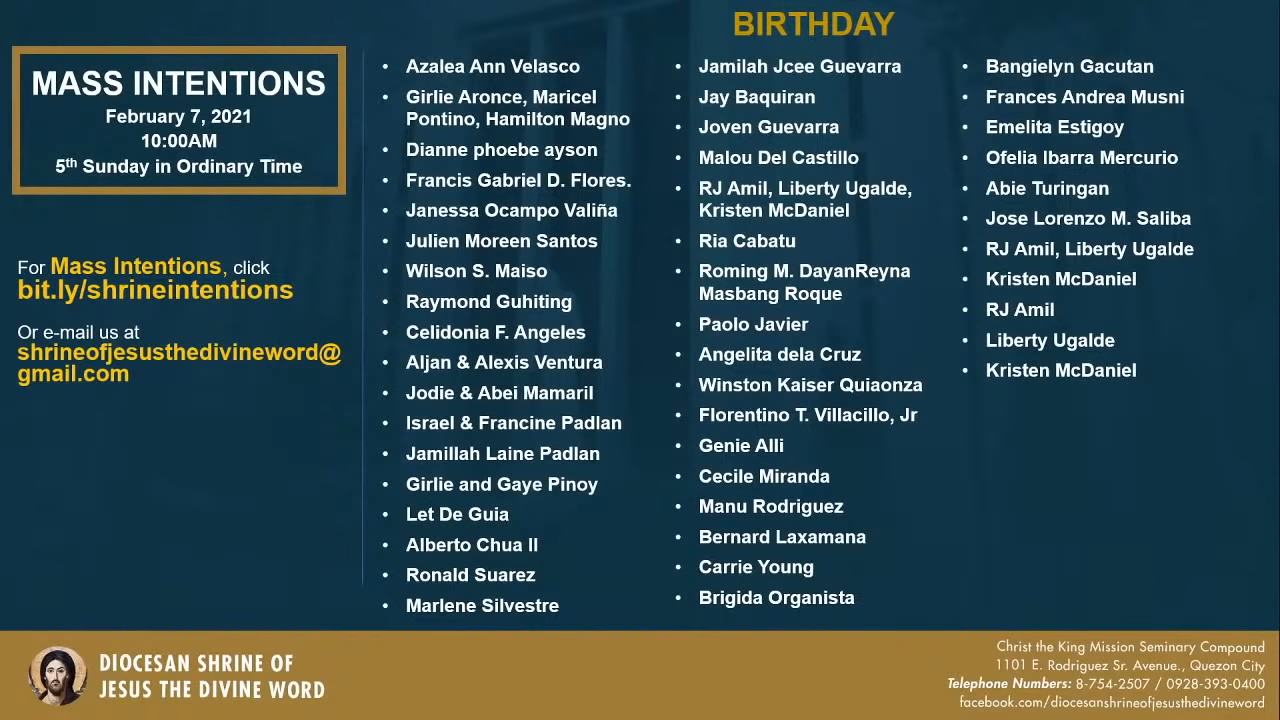 BIRTHDAY
MASS INTENTIONS
February 7, 2021
10:00AM
5th Sunday in Ordinary Time
For Mass Intentions, click
bit.ly/shrineintentions
Or e-mail us at
shrineofjesusthedivineword@
gmail.com
• Azalea Ann Velasco
• Girlie Aronce, Maricel
Pontino, Hamilton Magno
• Dianne phoebe ayson
• Francis Gabriel D. Flores.
• Janessa Ocampo Valiña
• Julien Moreen Santos
• Wilson S. Maiso
• Raymond Guhiting
• Celidonia F. Angeles
• Aljan & Alexis Ventura
• Jodie & Abei Mamaril
• Israel & Francine Padlan
• Jamillah Laine Padlan
• Girlie and Gaye Pinoy
• Let De Guia
• Alberto Chua II
• Ronald Suarez
• Marlene Silvestre
• Jamilah Jcee Guevarra
• Jay Baquiran
• Joven Guevarra
• Malou Del Castillo
• RJ Amil, Liberty Ugalde,
Kristen McDaniel
• Ria Cabatu
• Roming M. DayanReyna
Masbang Roque
• Paolo Javier
• Angelita dela Cruz
• Winston Kaiser Quiaonza
• Florentino T. Villacillo, Jr
• Genie Alli
• Cecile Miranda
• Manu Rodriguez
• Bernard Laxamana
• Carrie Young
• Brigida Organista
• Bangielyn Gacutan
• Frances Andrea Musni
• Emelita Estigoy
• Ofelia Ibarra Mercurio
• Abie Turingan
• Jose Lorenzo M. Saliba
• RJ Amil, Liberty Ugalde
• Kristen McDaniel
• RJ Amil
• Liberty Ugalde
• Kristen McDaniel
DIOCESAN SHRINE OF
JESUS THE DIVINE WORD
Christ the King Mission Seminary Compound
1101 E. Rodriguez Sr. Avenue., Quezon City
Telephone Numbers: 8-754-2507 / 0928-393-0400
facebook.com/diocesanshrineofjesusthedivineword